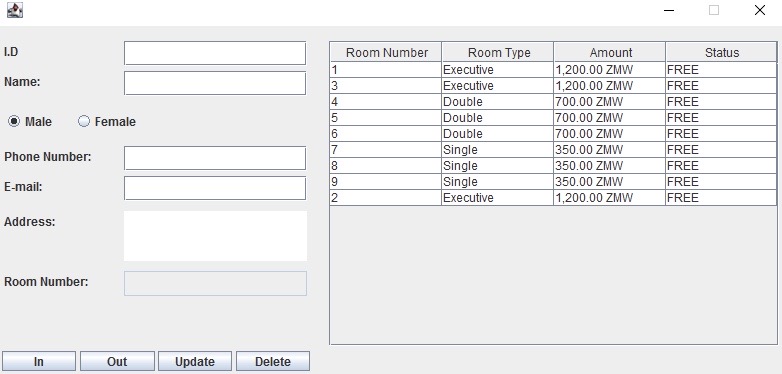 I.D
Name:
Male Female
Phone Number:
E-mail:
Address:
Room Number:
In Out Update Delete
Room Number Room Type Amount Status
1 Executive 1,200.00 ZMW FREE
3 Executive 1,200.00 ZMW FREE
4 Double 700.00 ZMW FREE
5 Double 700.00 ZMW FREE
6 Double 700.00 ZMW FREE
7 Single 350.00 ZMW FREE
8 Single 350.00 ZMW FREE
9 Single 350.00 ZMW FREE
2 Executive 1,200.00 ZMW FREE